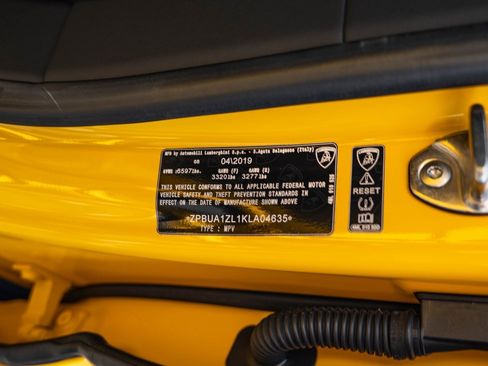 MFD by Automobili Lamborghini S.p.a. - S.Agata Bolognese (Italy)
04\2019
GVWR :6597lbs GAWR (F) GAWR (R)
3320lbs 3277lbs
THIS VEHICLE CONFORMS TO ALL APPLICABLE FEDERAL MOTOR
VEHICLE SAFETY AND THEFT PREVENTION STANDARDS IN
EFFECT ON THE DATE OF MANUFACTURE SHOWN ABOVE.
*ZPBUA1ZL1KLA04635*
TYPE : MPV
RESET